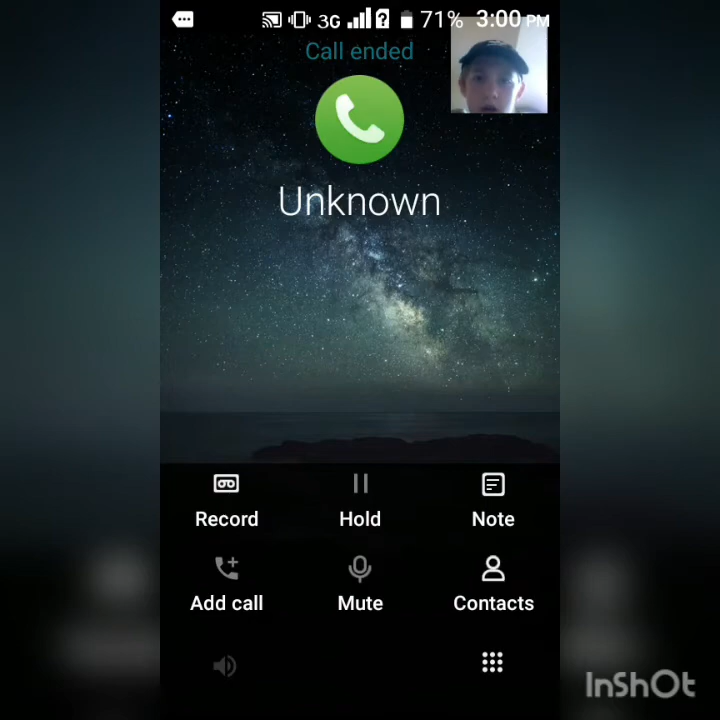 3G 71% 3:00 PM
Call ended
Unknown
Record Hold Note
Add call Mute Contacts
InShOt